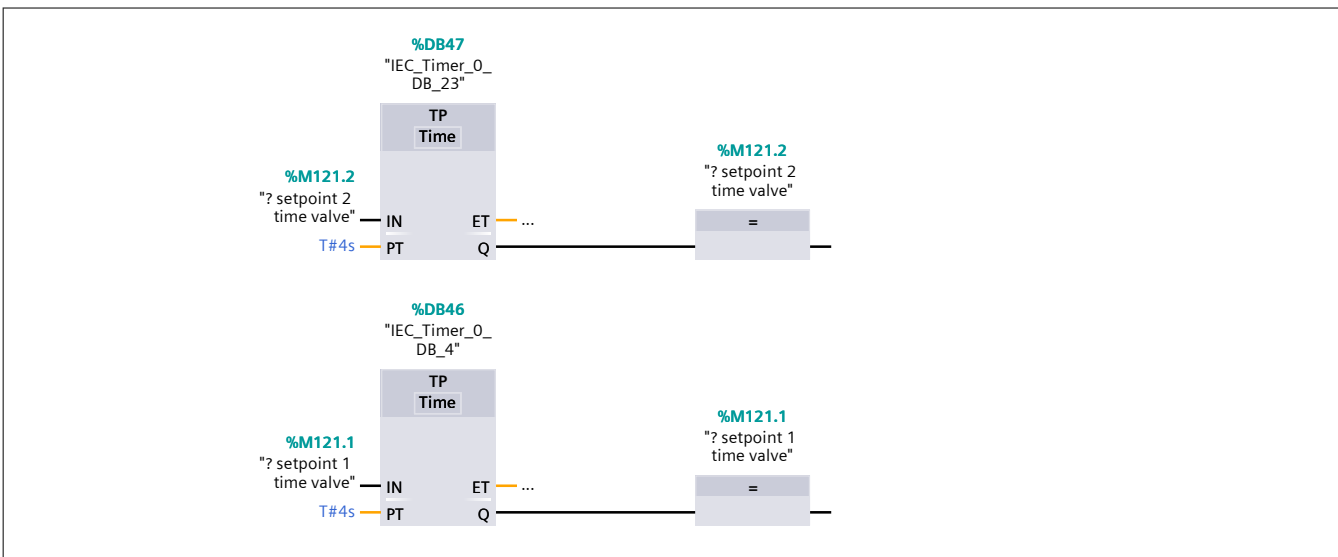 %DB47
"IEC_Timer_0_
DB_23"
TP
Time
%M121.2
"? setpoint 2
time valve"
IN
ET
...
T#4s
PT
Q
%M121.2
"? setpoint 2
time valve"
=
%DB46
"IEC_Timer_0_
DB_4"
TP
Time
%M121.1
"? setpoint 1
time valve"
IN
ET
...
T#4s
PT
Q
%M121.1
"? setpoint 1
time valve"
=